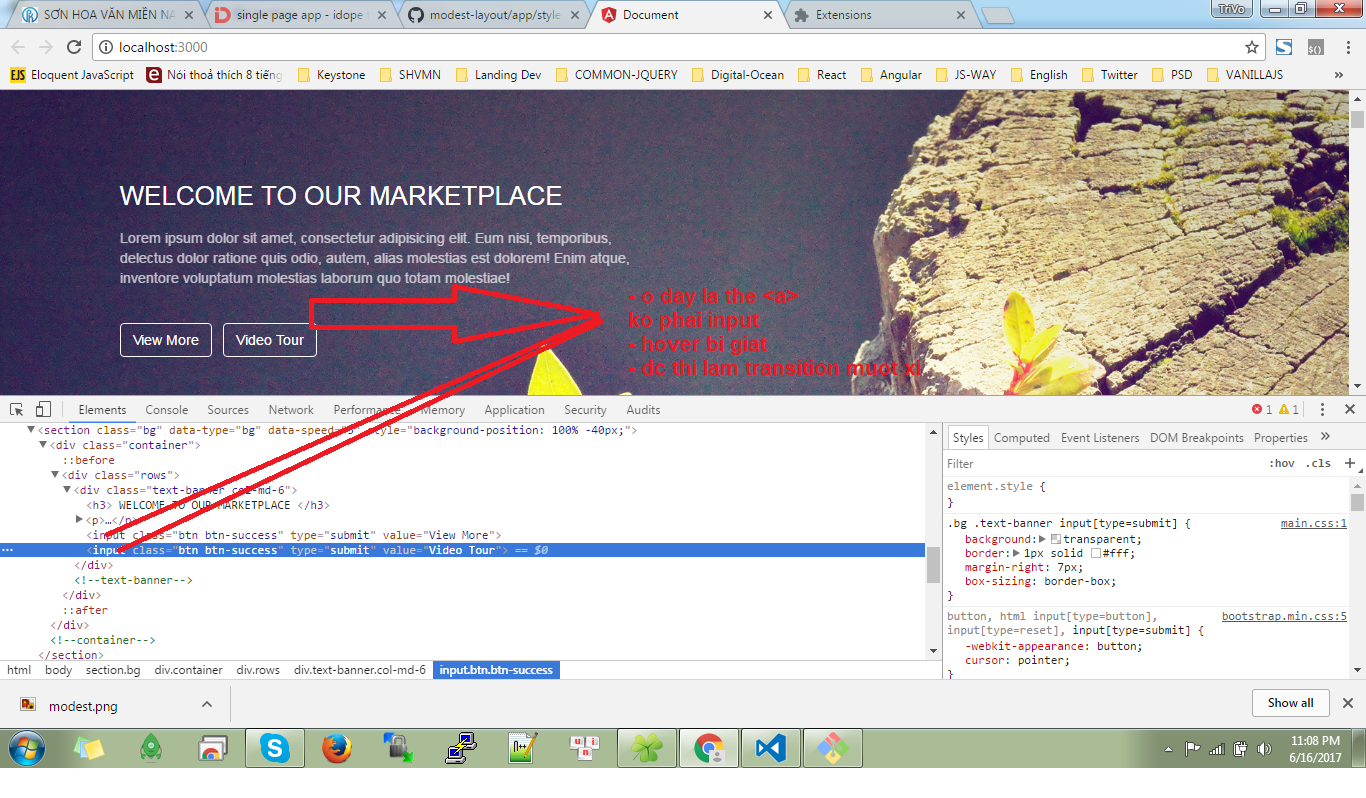 SƠN HOA VĂN MIỀN NA
single page app - idope
modest-layout/app/style
Document
Extensions
TriVo
localhost:3000
$()
EJS Eloquent JavaScript
e Nói thoả thích 8 tiếng
Keystone
SHVMN
Landing Dev
COMMON-JQUERY
Digital-Ocean
React
Angular
JS-WAY
English
Twitter
PSD
VANILLAJS
»
WELCOME TO OUR MARKETPLACE
Lorem ipsum dolor sit amet, consectetur adipisicing elit. Eum nisi, temporibus,
delectus dolor ratione quis odio, autem, alias molestias est dolorem! Enim atque,
inventore voluptatum molestias laborum quo totam molestiae!
View More
Video Tour
- o day la the <a>
ko phai input
- hover bi giat
- dc thi lam transition muot xi
Elements
Console
Sources
Network
Performance
Memory
Application
Security
Audits
1
1
<section class="bg" data-type="bg" data-speed="5" style="background-position: 100% -40px;">
<div class="container">
::before
<div class="rows">
<div class="text-banner col-md-6">
<h3> WELCOME TO OUR MARKETPLACE </h3>
<p>…</p>
<input class="btn btn-success" type="submit" value="View More">
<input class="btn btn-success" type="submit" value="Video Tour"> == $0
</div>
<!--text-banner-->
</div>
::after
</div>
<!--container-->
</section>
html body section.bg div.container div.rows div.text-banner.col-md-6 input.btn.btn-success
Styles
Computed
Event Listeners
DOM Breakpoints
Properties
»
Filter
:hov .cls +
element.style {
}
.bg .text-banner input[type=submit] { main.css:1
background: transparent;
border: 1px solid #fff;
margin-right: 7px;
box-sizing: border-box;
}
button, html input[type=button], bootstrap.min.css:5
input[type=reset], input[type=submit] {
-webkit-appearance: button;
cursor: pointer;
}
modest.png
Show all
11:08 PM
6/16/2017